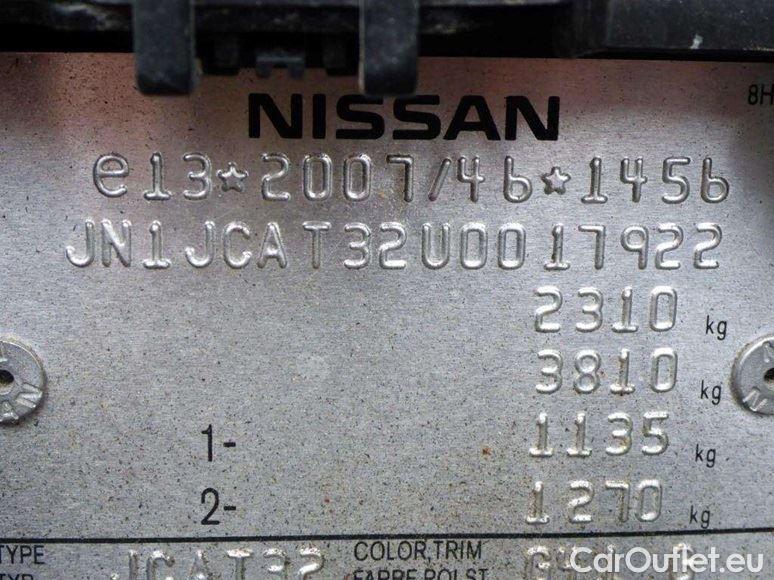 8H
NISSAN
e13*2007/46*1456
JN1JCAT32U0017922
2310 kg
3810 kg
1- 1135 kg
2- 1270 kg
TYPE JCAT32 COLOR,TRIM
CarOutlet.eu